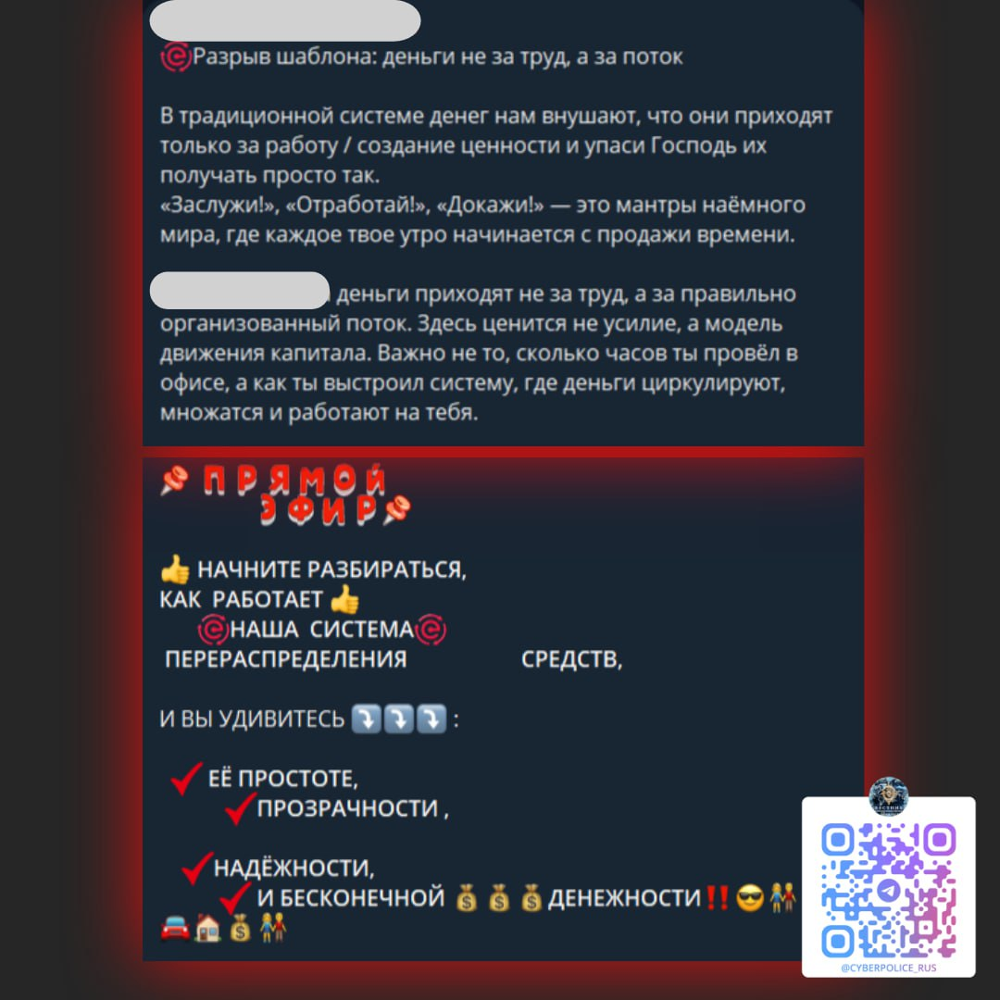 Разрыв шаблона: деньги не за труд, а за поток
В традиционной системе денег нам внушают, что они приходят
только за работу / создание ценности и упаси Господь их
получать просто так.
«Заслужи!», «Отработай!», «Докажи!» — это мантры наёмного
мира, где каждое твое утро начинается с продажи времени.
деньги приходят не за труд, а за правильно
организованный поток. Здесь ценится не усилие, а модель
движения капитала. Важно не то, сколько часов ты провёл в
офисе, а как ты выстроил систему, где деньги циркулируют,
множатся и работают на тебя.
ПРЯМОЙ
ЭФИР
НАЧНИТЕ РАЗБИРАТЬСЯ,
КАК РАБОТАЕТ
НАША СИСТЕМА
ПЕРЕРАСПРЕДЕЛЕНИЯ СРЕДСТВ,
И ВЫ УДИВИТЕСЬ :
ЕЁ ПРОСТОТЕ,
ПРОЗРАЧНОСТИ ,
НАДЁЖНОСТИ,
И БЕСКОНЕЧНОЙ ДЕНЕЖНОСТИ‼️
@CYBERPOLICE_RUS